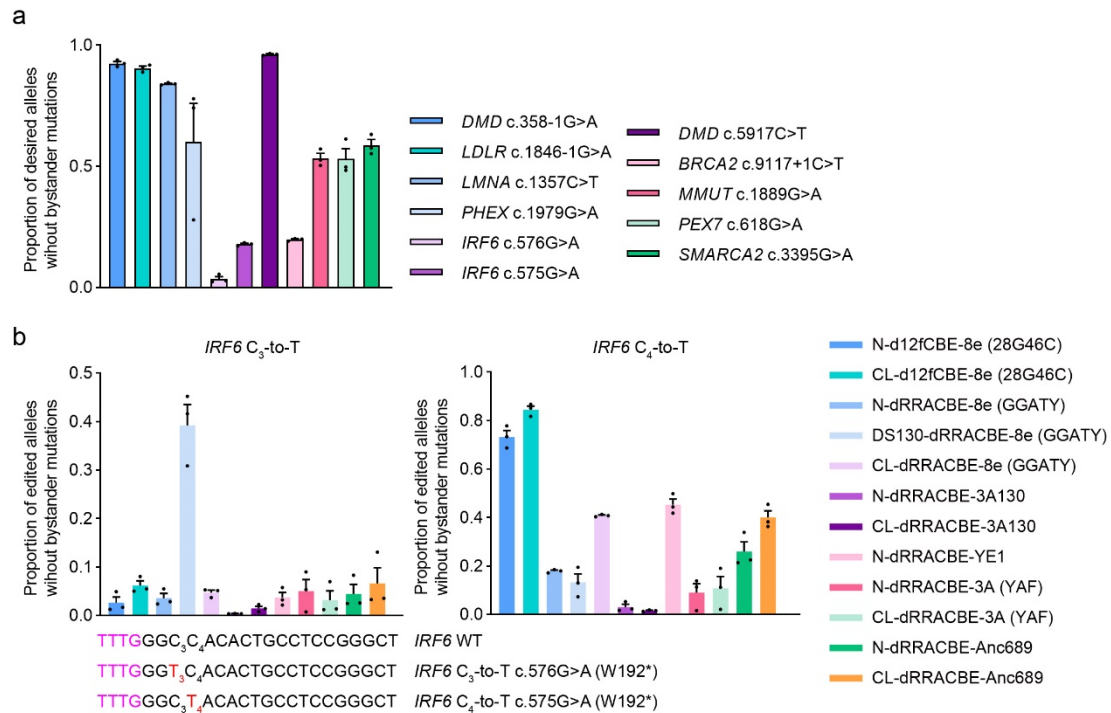 a
Proportion of desired alleles
wihout bystander mutations
1.0
0.5
0.0
DMD c.358-1G>A
LDLR c.1846-1G>A
LMNA c.1357C>T
PHEX c.1979G>A
IRF6 c.576G>A
IRF6 c.575G>A
DMD c.5917C>T
BRCA2 c.9117+1C>T
MMUT c.1889G>A
PEX7 c.618G>A
SMARCA2 c.3395G>A
b
IRF6 C3-to-T
Proportion of edited alleles
wihout bystander mutations
0.5
0.4
0.3
0.2
0.1
0.0
IRF6 C4-to-T
Proportion of edited alleles
wihout bystander mutations
1.0
0.8
0.6
0.4
0.2
0.0
N-d12fCBE-8e (28G46C)
CL-d12fCBE-8e (28G46C)
N-dRRACBE-8e (GGATY)
DS130-dRRACBE-8e (GGATY)
CL-dRRACBE-8e (GGATY)
N-dRRACBE-3A130
CL-dRRACBE-3A130
N-dRRACBE-YE1
N-dRRACBE-3A (YAF)
CL-dRRACBE-3A (YAF)
N-dRRACBE-Anc689
CL-dRRACBE-Anc689
TTTGGGC3C4ACACTGCCTCCGGGCT IRF6 WT
TTTGGGT3C4ACACTGCCTCCGGGCT IRF6 C3-to-T c.576G>A (W192*)
TTTGGGC3T4ACACTGCCTCCGGGCT IRF6 C4-to-T c.575G>A (W192*)